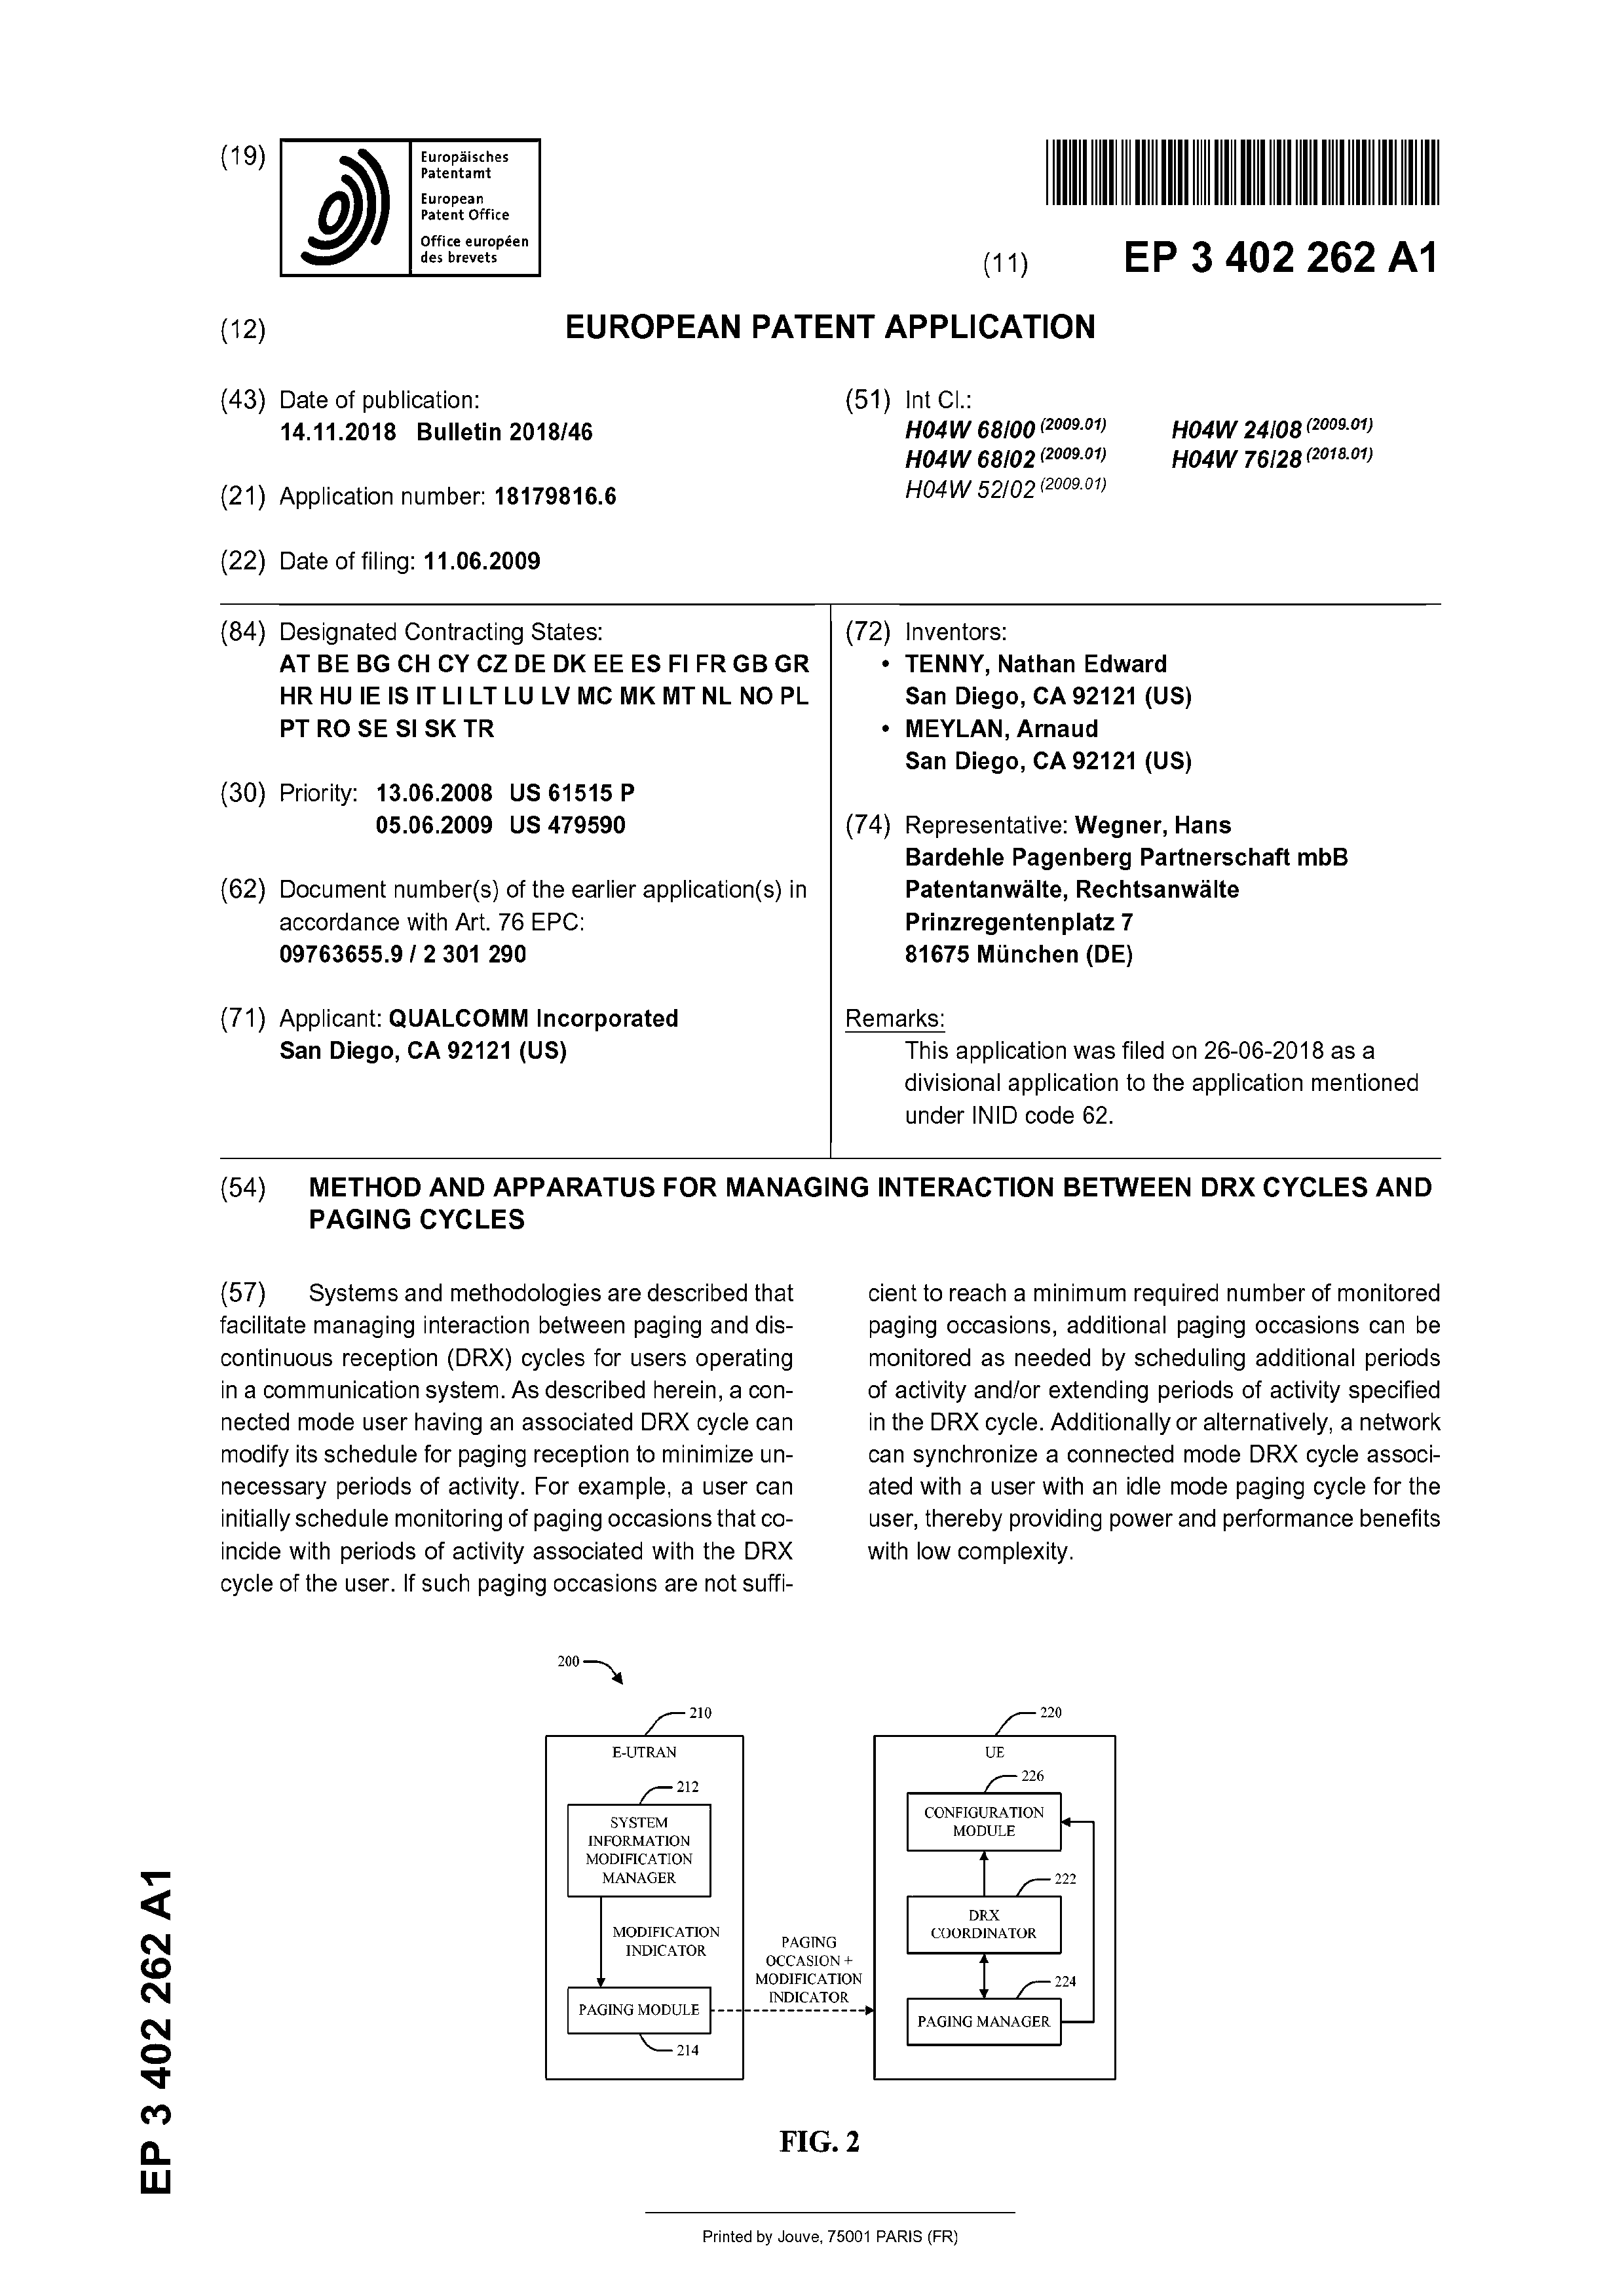 (19)
Europäisches
Patentamt
European
Patent Office
Office européen
des brevets
(11) EP 3 402 262 A1
(12) EUROPEAN PATENT APPLICATION
(43) Date of publication:
14.11.2018 Bulletin 2018/46
(21) Application number: 18179816.6
(22) Date of filing: 11.06.2009
(51) Int Cl.:
H04W 68/00 (2009.01) H04W 24/08 (2009.01)
H04W 68/02 (2009.01) H04W 76/28 (2018.01)
H04W 52/02 (2009.01)
(84) Designated Contracting States:
AT BE BG CH CY CZ DE DK EE ES FI FR GB GR
HR HU IE IS IT LI LT LU LV MC MK MT NL NO PL
PT RO SE SI SK TR
(30) Priority: 13.06.2008 US 61515 P
05.06.2009 US 479590
(62) Document number(s) of the earlier application(s) in
accordance with Art. 76 EPC:
09763655.9 / 2 301 290
(71) Applicant: QUALCOMM Incorporated
San Diego, CA 92121 (US)
(72) Inventors:
• TENNY, Nathan Edward
San Diego, CA 92121 (US)
• MEYLAN, Arnaud
San Diego, CA 92121 (US)
(74) Representative: Wegner, Hans
Bardehle Pagenberg Partnerschaft mbB
Patentanwälte, Rechtsanwälte
Prinzregentenplatz 7
81675 München (DE)
Remarks:
This application was filed on 26-06-2018 as a
divisional application to the application mentioned
under INID code 62.
(54) METHOD AND APPARATUS FOR MANAGING INTERACTION BETWEEN DRX CYCLES AND
PAGING CYCLES
(57) Systems and methodologies are described that
facilitate managing interaction between paging and dis-
continuous reception (DRX) cycles for users operating
in a communication system. As described herein, a con-
nected mode user having an associated DRX cycle can
modify its schedule for paging reception to minimize un-
necessary periods of activity. For example, a user can
initially schedule monitoring of paging occasions that co-
incide with periods of activity associated with the DRX
cycle of the user. If such paging occasions are not suffi-
cient to reach a minimum required number of monitored
paging occasions, additional paging occasions can be
monitored as needed by scheduling additional periods
of activity and/or extending periods of activity specified
in the DRX cycle. Additionally or alternatively, a network
can synchronize a connected mode DRX cycle associ-
ated with a user with an idle mode paging cycle for the
user, thereby providing power and performance benefits
with low complexity.
200
210
E-UTRAN
212
SYSTEM
INFORMATION
MODIFICATION
MANAGER
MODIFICATION
INDICATOR
PAGING MODULE
214
PAGING
OCCASION +
MODIFICATION
INDICATOR
220
UE
226
CONFIGURATION
MODULE
222
DRX
COORDINATOR
224
PAGING MANAGER
FIG. 2
EP 3 402 262 A1
Printed by Jouve, 75001 PARIS (FR)